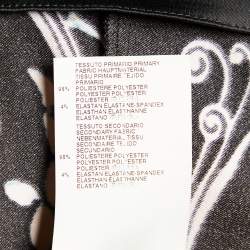 TESSUTO PRIMARIO PRIMARY
FABRIC HAUPTMATERIAL
TISSU PRIMAIRE TEJIDO
PRIMARIO
96% POLIESTERE POLYESTER
POLYESTER POLYESTER
POLIESTER
4% ELASTAN ELASTANE-SPANDEX
ELASTHAN ELASTHANNE
ELASTANO
TESSUTO SECONDARIO
SECONDARY FABRIC
NEBENMATERIAL TISSU
SECONDAIRE TEJIDO
SECUNDARIO
96% POLIESTERE POLYESTER
POLYESTER POLYESTER
POLIESTER
4% ELASTAN ELASTANE-SPANDEX
ELASTHAN ELASTHANNE
ELASTANO